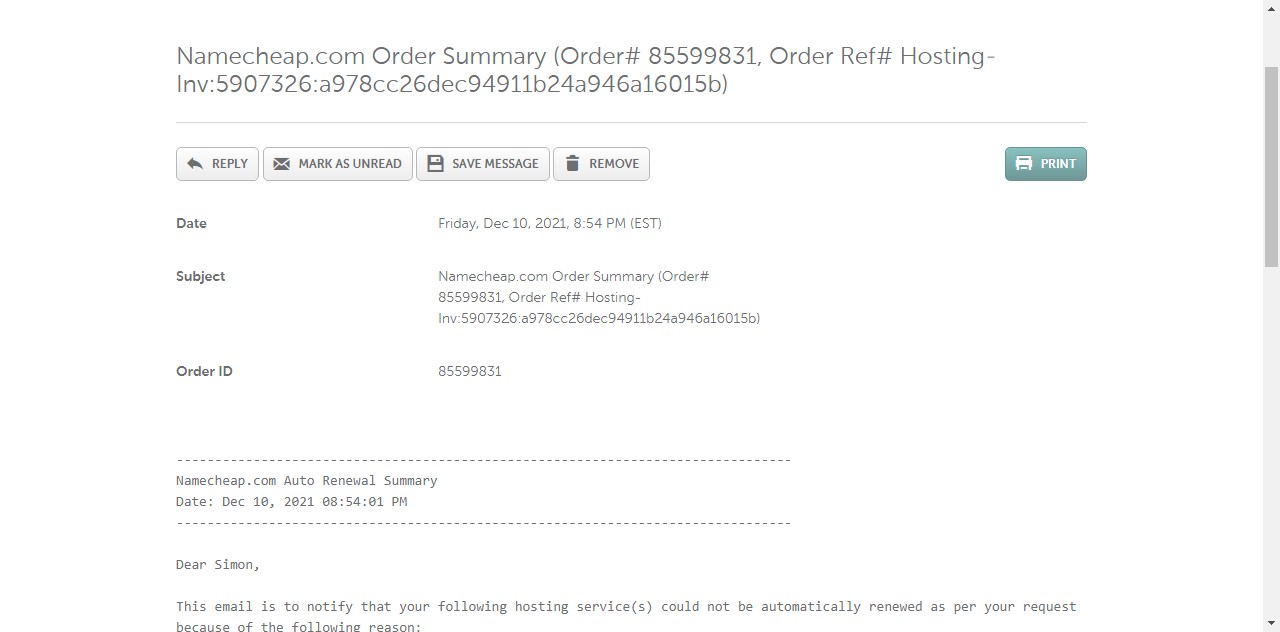 Namecheap.com Order Summary (Order# 85599831, Order Ref# Hosting-
Inv:5907326:a978cc26dec94911b24a946a16015b)
REPLY MARK AS UNREAD SAVE MESSAGE REMOVE PRINT
Date Friday, Dec 10, 2021, 8:54 PM (EST)
Subject Namecheap.com Order Summary (Order#
85599831, Order Ref# Hosting-
Inv:5907326:a978cc26dec94911b24a946a16015b)
Order ID 85599831
--------------------------------------------------------------------------------
Namecheap.com Auto Renewal Summary
Date: Dec 10, 2021 08:54:01 PM
--------------------------------------------------------------------------------
Dear Simon,
This email is to notify that your following hosting service(s) could not be automatically renewed as per your request
because of the following reason: